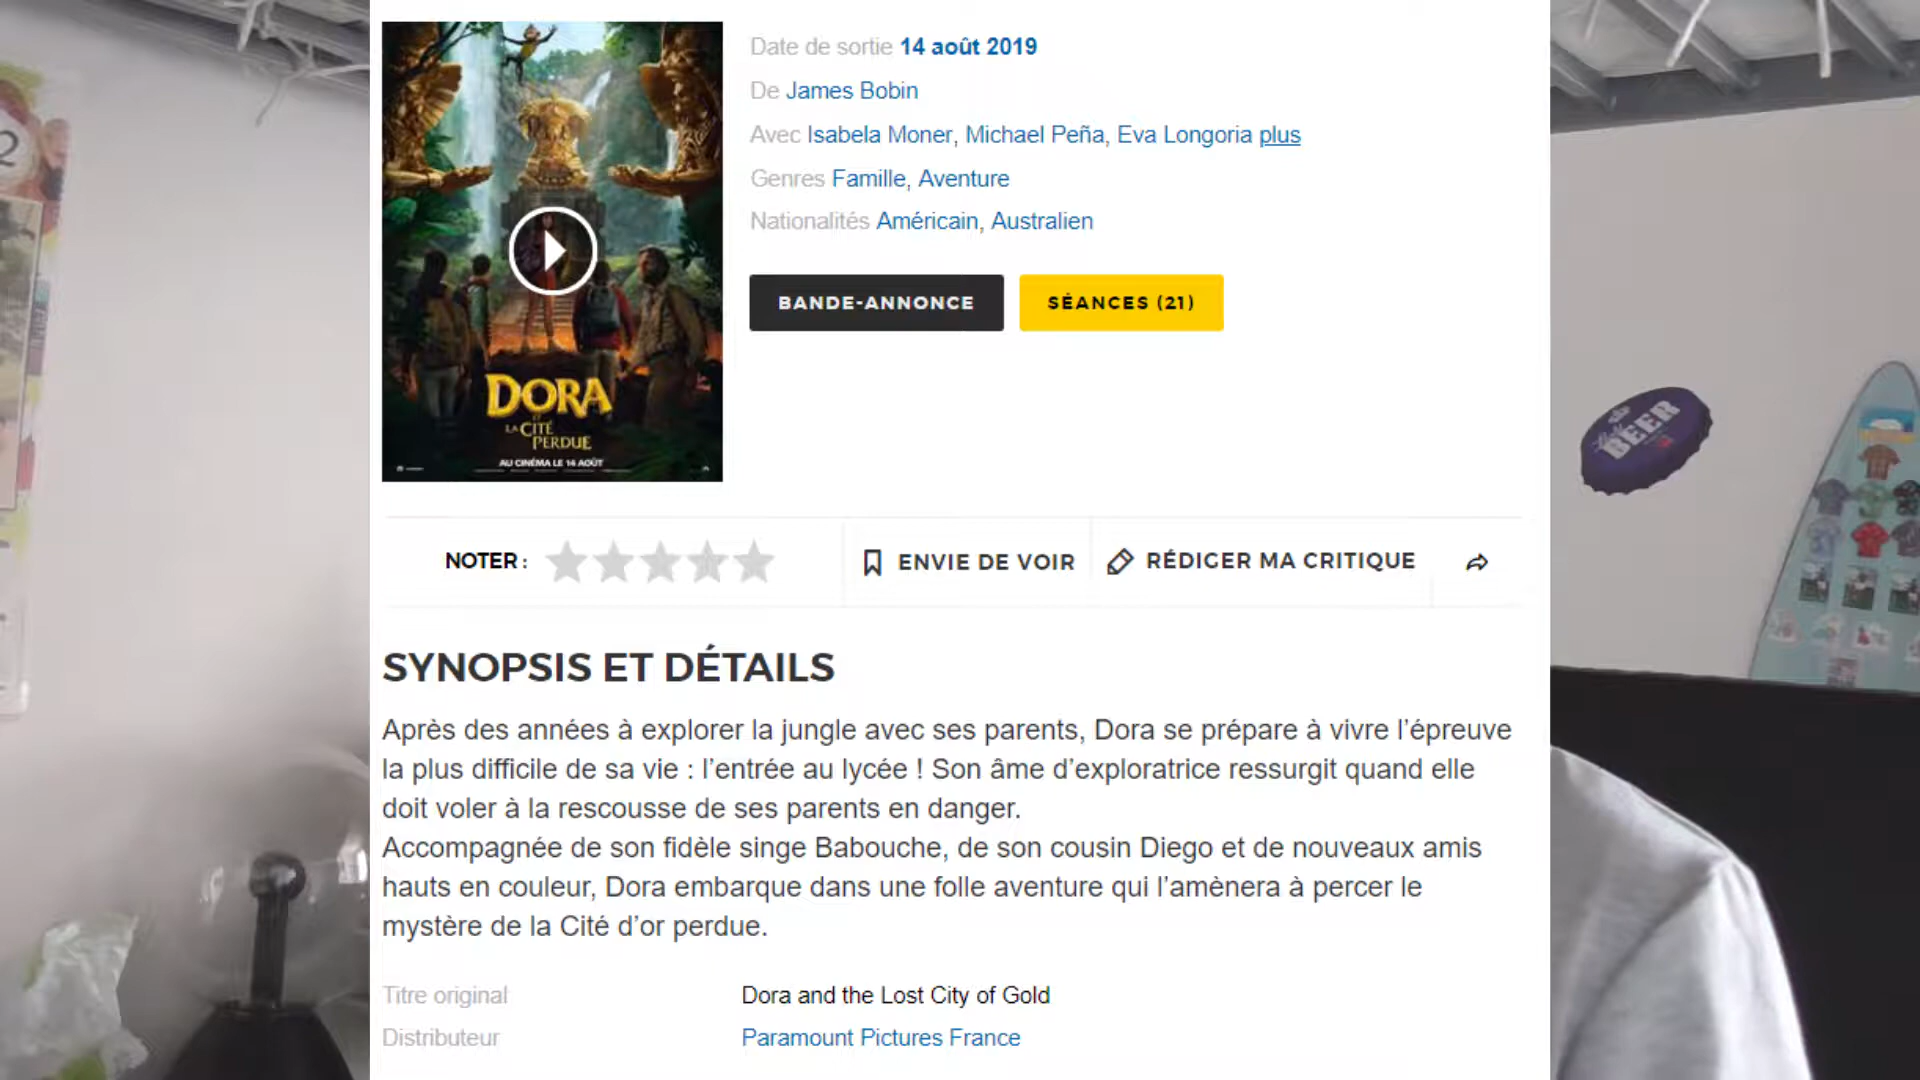 2
Date de sortie 14 août 2019
De James Bobin
Avec Isabela Moner, Michael Peña, Eva Longoria plus
Genres Famille, Aventure
Nationalités Américain, Australien
BANDE-ANNONCE
SÉANCES (21)
DORA
ET
LA CITÉ
PERDUE
AU CINÉMA LE 14 AOÛT
BEER
NOTER :
ENVIE DE VOIR
RÉDIGER MA CRITIQUE
SYNOPSIS ET DÉTAILS
Après des années à explorer la jungle avec ses parents, Dora se prépare à vivre l’épreuve
la plus difficile de sa vie : l’entrée au lycée ! Son âme d’exploratrice ressurgit quand elle
doit voler à la rescousse de ses parents en danger.
Accompagnée de son fidèle singe Babouche, de son cousin Diego et de nouveaux amis
hauts en couleur, Dora embarque dans une folle aventure qui l’amènera à percer le
mystère de la Cité d’or perdue.
Titre original Dora and the Lost City of Gold
Distributeur Paramount Pictures France